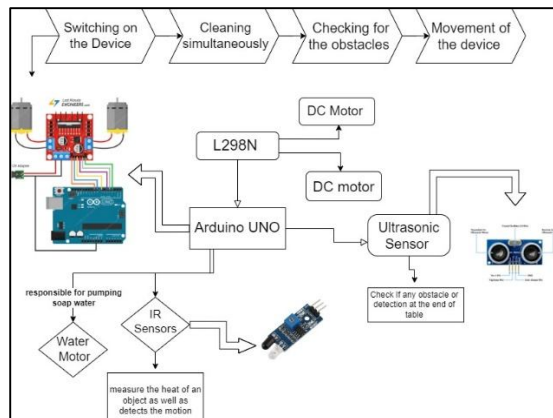 Switching on
the Device
Cleaning
simultaneously
Checking for
the obstacles
Movement of
the device
DC Motor
L298N
DC motor
Arduino UNO
Ultrasonic
Sensor
responsible for pumping
soap water
Water
Motor
IR
Sensors
Check if any obstacle or
detection at the end of
table
measure the heat of an
object as well as
detects the motion